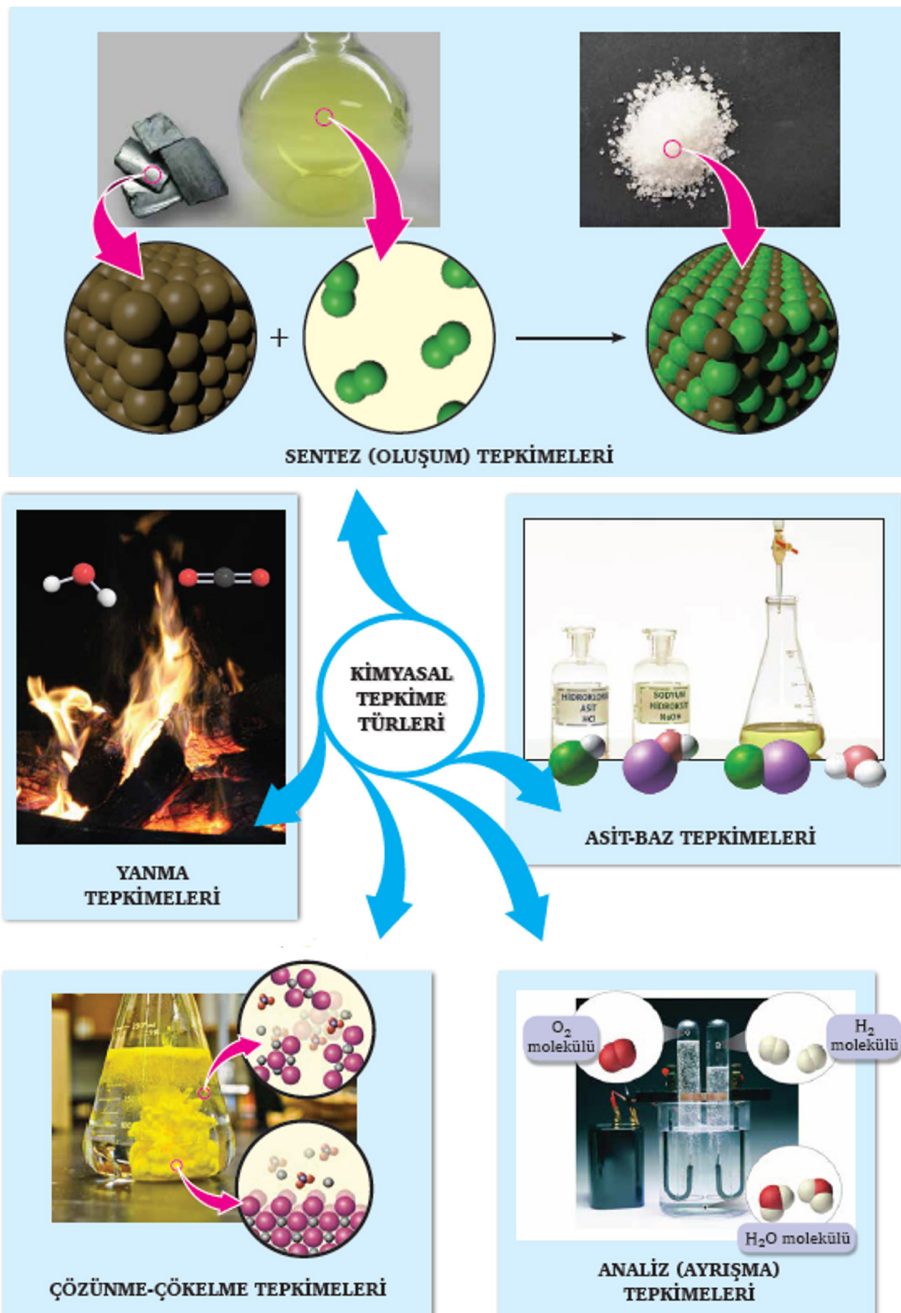 +
SENTEZ (OLUŞUM) TEPKİMELERİ
KİMYASAL
TEPKİME
TÜRLERİ
HİDROKLORİK
ASİT
HCl
SODYUM
HİDROKSİT
NaOH
YANMA
TEPKİMELERİ
ASİT-BAZ TEPKİMELERİ
O₂
molekülü
H₂
molekülü
H₂O molekülü
ÇÖZÜNME-ÇÖKELME TEPKİMELERİ
ANALİZ (AYRIŞMA)
TEPKİMELERİ